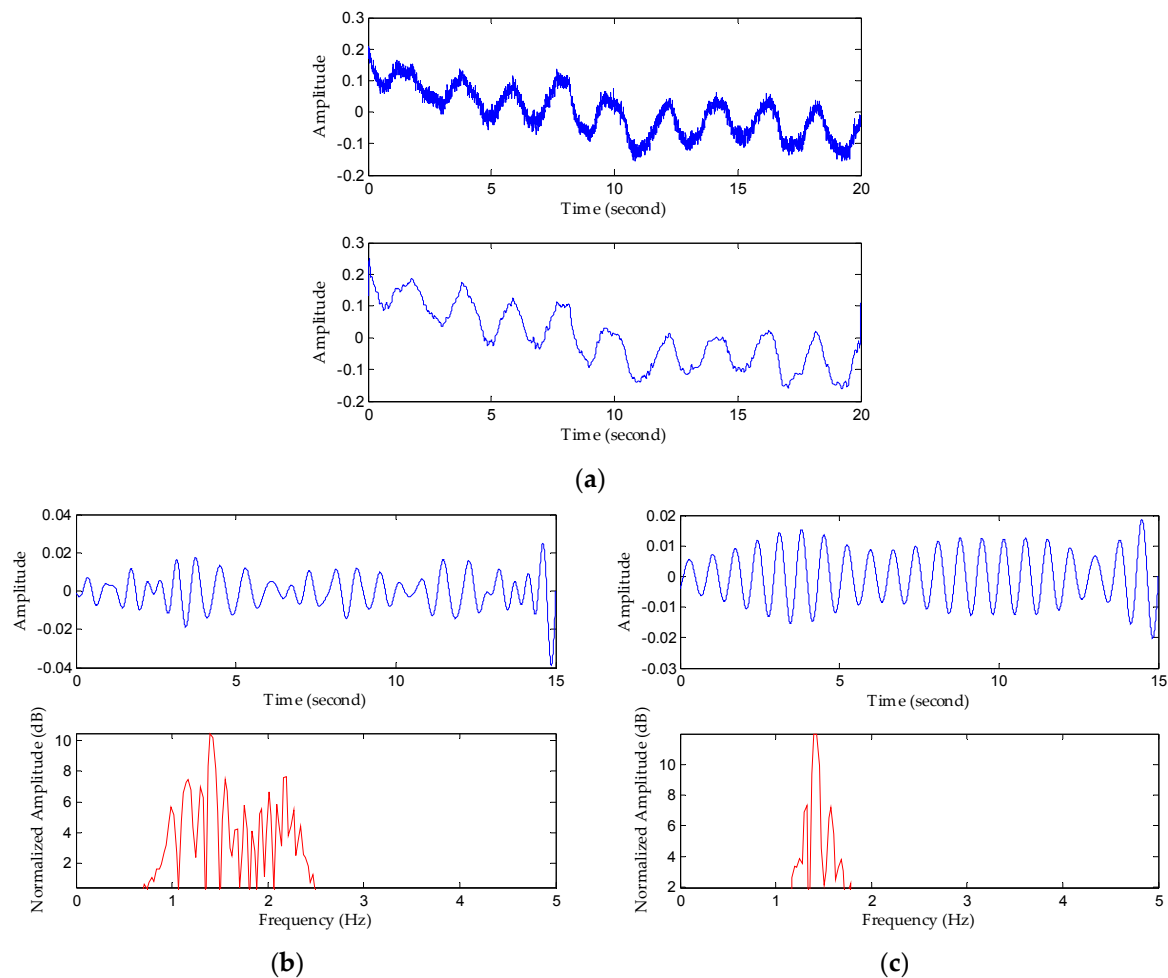 0.3
0.2
0.1
0
-0.1
-0.2
Amplitude
0 5 10 15 20
Time (second)
0.3
0.2
0.1
0
-0.1
-0.2
Amplitude
0 5 10 15 20
Time (second)
(a)
0.04
0.02
0
-0.02
-0.04
Amplitude
0 5 10 15
Time (second)
10
8
6
4
2
Normalized Amplitude (dB)
0 1 2 3 4 5
Frequency (Hz)
(b)
0.02
0.01
0
-0.01
-0.02
-0.03
Amplitude
0 5 10 15
Time (second)
10
8
6
4
2
Normalized Amplitude (dB)
0 1 2 3 4 5
Frequency (Hz)
(c)